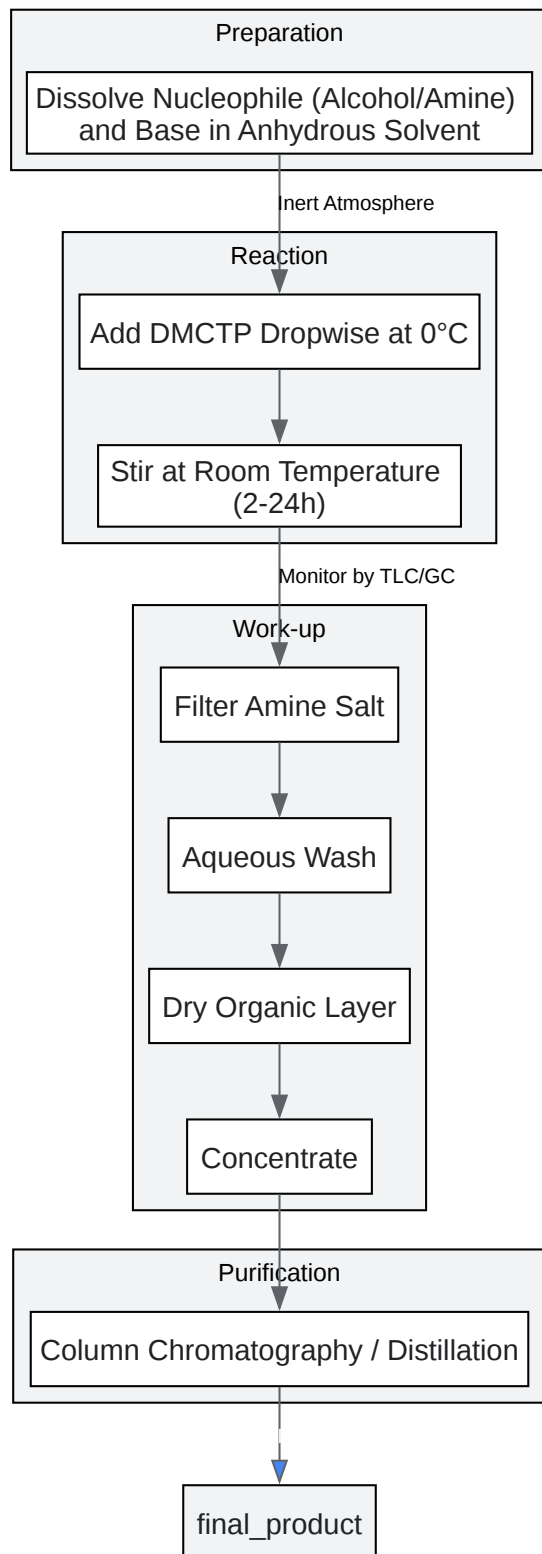 Preparation
Dissolve Nucleophile (Alcohol/Amine)
and Base in Anhydrous Solvent
Inert Atmosphere
Reaction
Add DMCTP Dropwise at 0°C
Stir at Room Temperature
(2-24h)
Monitor by TLC/GC
Work-up
Filter Amine Salt
Aqueous Wash
Dry Organic Layer
Concentrate
Purification
Column Chromatography / Distillation
final_product